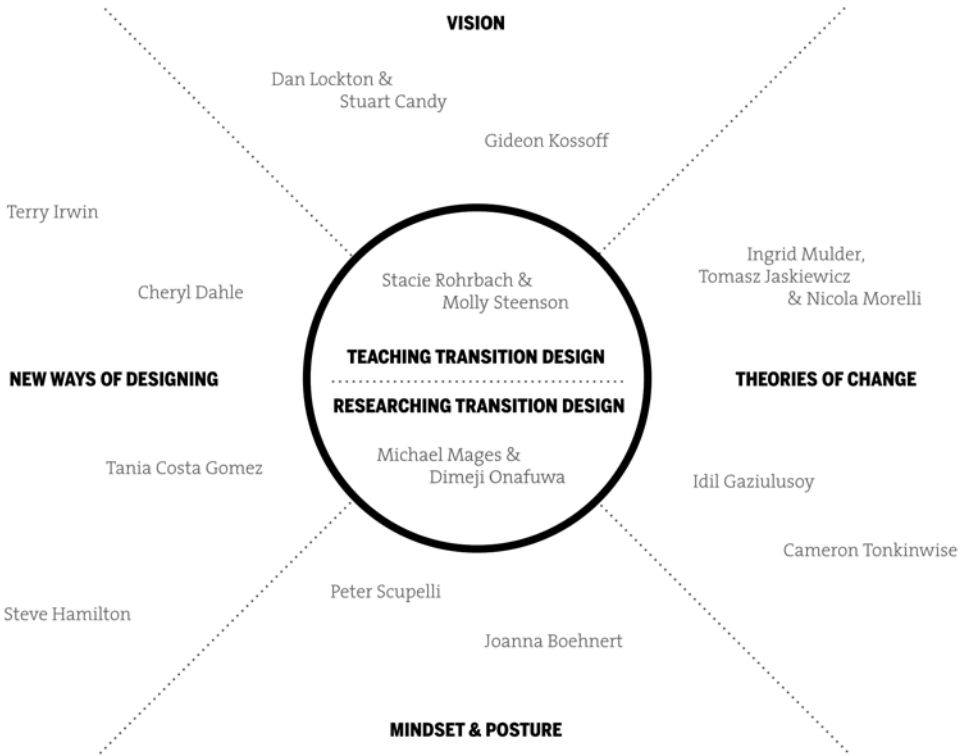 VISION
Dan Lockton &
Stuart Candy
Gideon Kossoff
Terry Irwin
Cheryl Dahle
NEW WAYS OF DESIGNING
Tania Costa Gomez
Steve Hamilton
Stacie Rohrbach &
Molly Steenson
TEACHING TRANSITION DESIGN
RESEARCHING TRANSITION DESIGN
Michael Mages &
Dimeji Onafuwa
Ingrid Mulder,
Tomasz Jaskiewicz
& Nicola Morelli
THEORIES OF CHANGE
Idil Gaziulusoy
Cameron Tonkinwise
Peter Scupelli
Joanna Boehnert
MINDSET & POSTURE